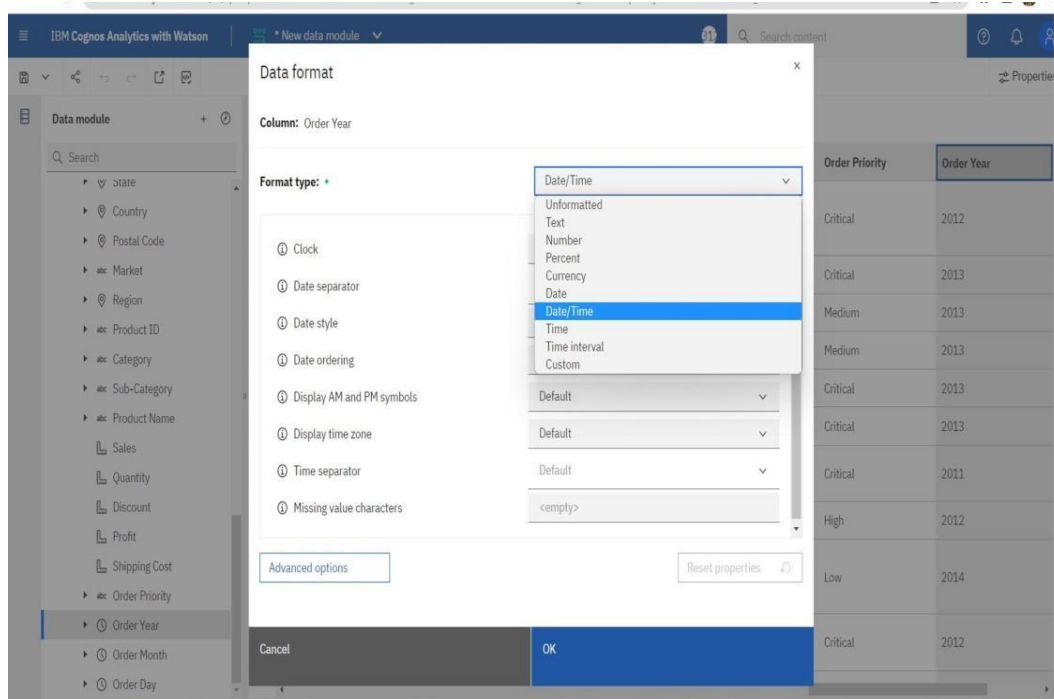 IBM Cognos Analytics with Watson
* New data module
Search content
Properties
Data module
Search
State
Country
Postal Code
abc Market
Region
abc Product ID
abc Category
abc Sub-Category
abc Product Name
Sales
Quantity
Discount
Profit
Shipping Cost
abc Order Priority
Order Year
Order Month
Order Day
Data format
x
Column: Order Year
Format type:
Date/Time
Unformatted
Text
Number
Percent
Currency
Date
Date/Time
Time
Time interval
Custom
Clock
Date separator
Date style
Date ordering
Display AM and PM symbols Default
Display time zone Default
Time separator Default
Missing value characters <empty>
Advanced options
Reset properties
Cancel
OK
Order Priority Order Year
Critical 2012
Critical 2013
Medium 2013
Medium 2013
Critical 2013
Critical 2013
Critical 2011
High 2012
Low 2014
Critical 2012